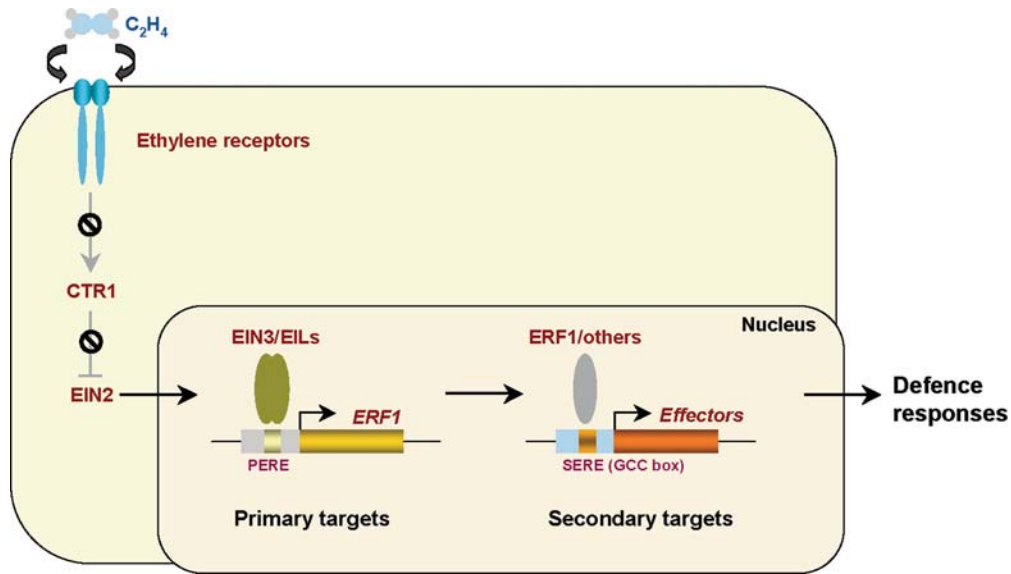 C₂H₄
Ethylene receptors
CTR1
EIN2
Nucleus
EIN3/EILs
ERF1/others
ERF1
Effectors
PERE
SERE (GCC box)
Primary targets
Secondary targets
Defence
responses